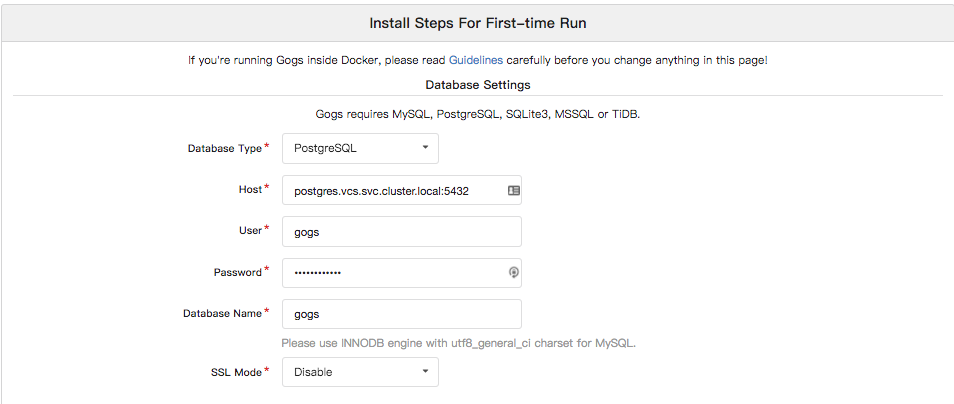 Install Steps For First-time Run
If you're running Gogs inside Docker, please read Guidelines carefully before you change anything in this page!
Database Settings
Gogs requires MySQL, PostgreSQL, SQLite3, MSSQL or TiDB.
Database Type* PostgreSQL
Host* postgres.vcs.svc.cluster.local:5432
User* gogs
Password* ••••••••••••
Database Name* gogs
Please use INNODB engine with utf8_general_ci charset for MySQL.
SSL Mode* Disable